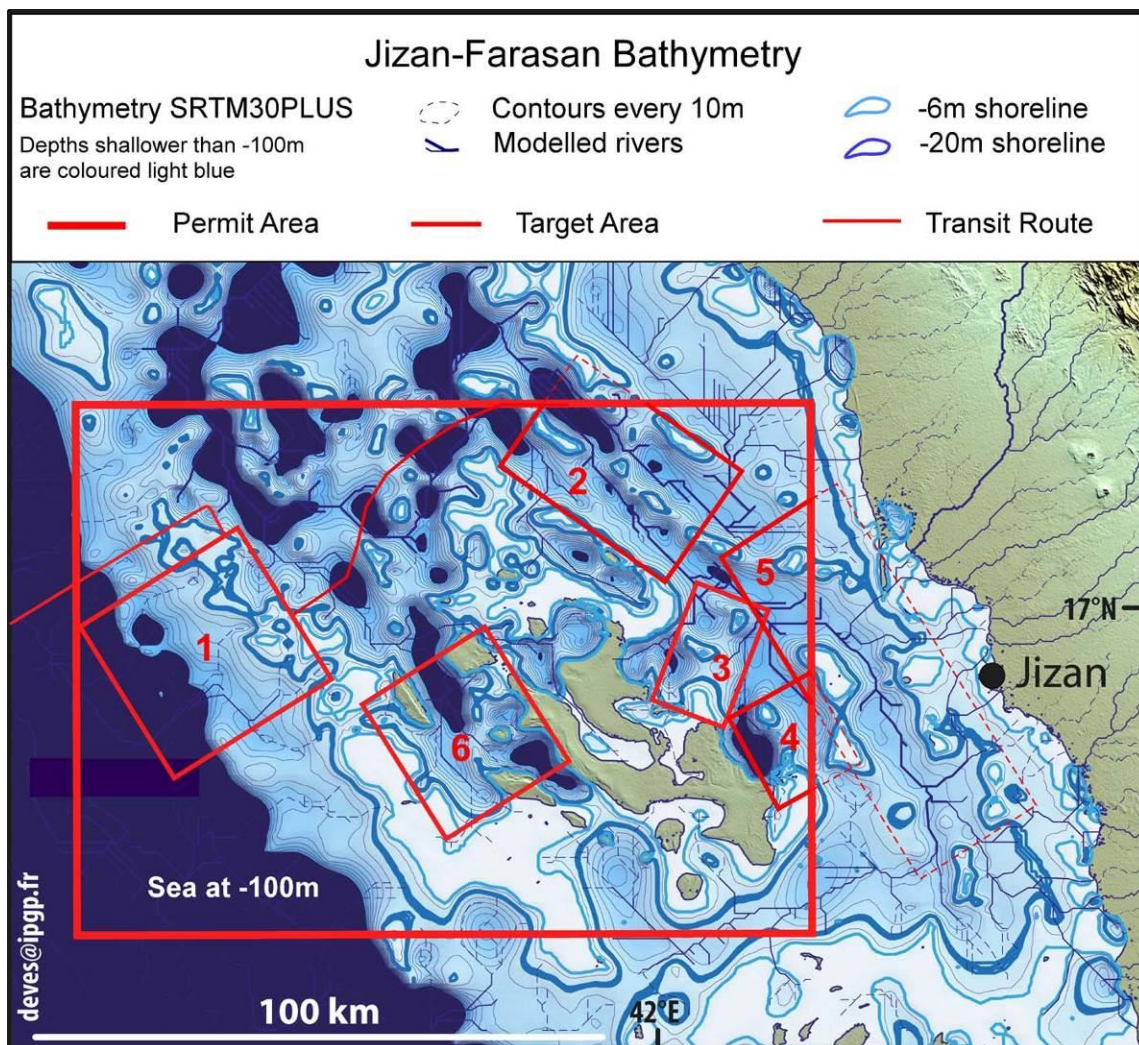 Jizan-Farasan Bathymetry
Bathymetry SRTM30PLUS
Depths shallower than -100m
are coloured light blue
Contours every 10m
Modelled rivers
-6m shoreline
-20m shoreline
Permit Area
Target Area
Transit Route
2
5
17°N
1
3
Jizan
4
6
Sea at -100m
deves@ipgp.fr
100 km
42°E